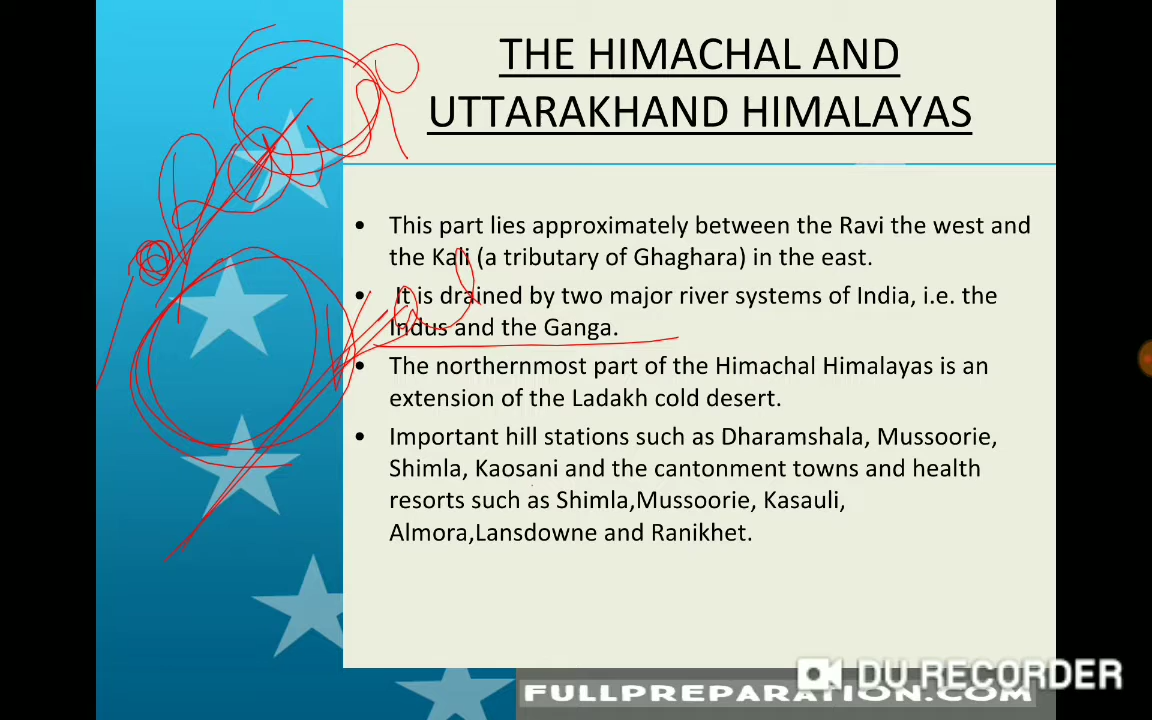 THE HIMACHAL AND
UTTARAKHAND HIMALAYAS
• This part lies approximately between the Ravi the west and
the Kali (a tributary of Ghaghara) in the east.
• It is drained by two major river systems of India, i.e. the
Indus and the Ganga.
• The northernmost part of the Himachal Himalayas is an
extension of the Ladakh cold desert.
• Important hill stations such as Dharamshala, Mussoorie,
Shimla, Kaosani and the cantonment towns and health
resorts such as Shimla,Mussoorie, Kasauli,
Almora,Lansdowne and Ranikhet.
DU RECORDER
FULLPREPARATION.COM